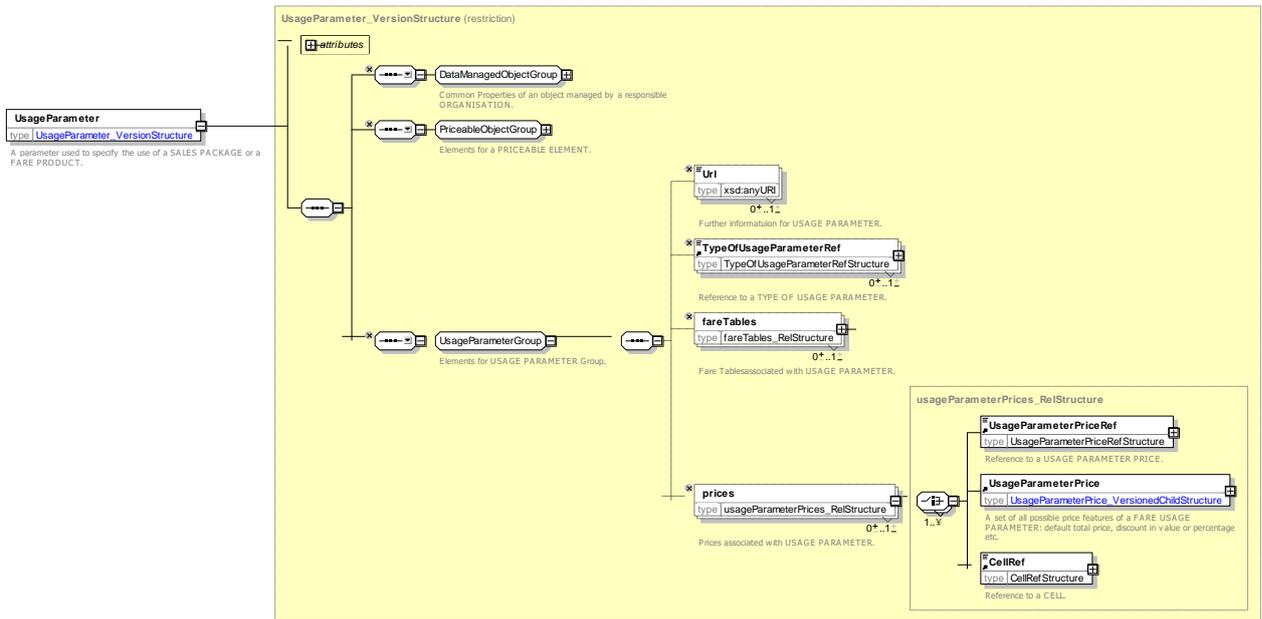 UsageParameter_VersionStructure (restriction)
attributes
DataManagedObjectGroup
Common Properties of an object managed by a responsible
ORGANISATION.
UsageParameter
type UsageParameter_VersionStructure
A parameter used to specify the use of a SALES PACKAGE or a
FARE PRODUCT.
PriceableObjectGroup
Elements for a PRICEABLE ELEMENT.
Url
type xsd:anyURI
0..1
Further informatuion for USAGE PARAMETER.
TypeOfUsageParameterRef
type TypeOfUsageParameterRefStructure
0..1
Reference to a TYPE OF USAGE PARAMETER.
fareTables
type fareTables_RelStructure
0..1
Fare Tablesassociated with USAGE PARAMETER.
UsageParameterGroup
Elements for USAGE PARAMETER Group.
usageParameterPrices_RelStructure
UsageParameterPriceRef
type UsageParameterPriceRefStructure
Reference to a USAGE PARAMETER PRICE.
prices
type usageParameterPrices_RelStructure
0..1
Prices associated with USAGE PARAMETER.
1..¥
UsageParameterPrice
type UsageParameterPrice_VersionedChildStructure
A set of all possible price features of a FARE USAGE
PARAMETER: default total price, discount in value or percentage
etc.
CellRef
type CellRefStructure
Reference to a CELL.